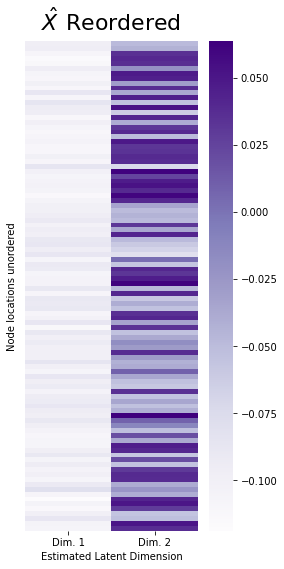 X̂ Reordered
Node locations unordered
0.050
0.025
0.000
−0.025
−0.050
−0.075
−0.100
Dim. 1 Dim. 2
Estimated Latent Dimension